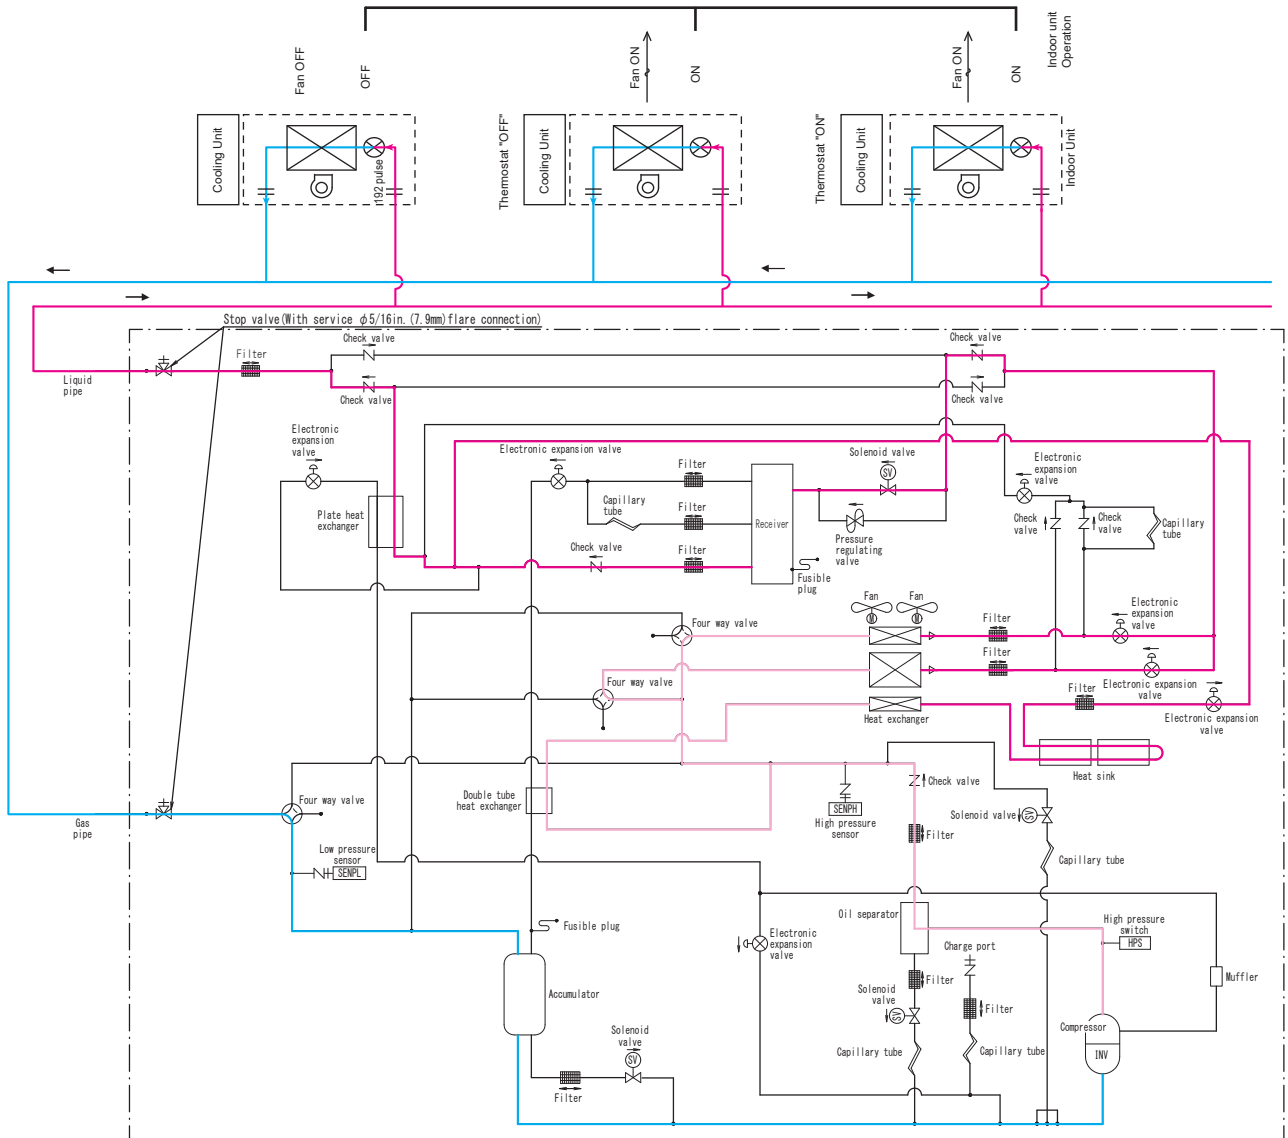 Fan OFF
OFF
Fan ON
ON
Fan ON
ON
Indoor unit
Operation
Cooling Unit
192 pulse
Thermostat "OFF"
Cooling Unit
Thermostat "ON"
Cooling Unit
Indoor Unit
Stop valve(With service φ5/16in.(7.9mm)flare connection)
Check valve
Check valve
Filter
Liquid
pipe
Check valve
Check valve
Electronic
expansion
valve
Electronic expansion valve
Filter
Solenoid valve
SV
Electronic
expansion
valve
Plate heat
exchanger
Capillary
tube
Filter
Receiver
Pressure
regulating
valve
Check
valve
Check
valve
Capillary
tube
Check valve
Filter
Fusible
plug
Fan
Fan
M
M
Four way valve
Filter
Electronic
expansion
valve
Four way valve
Filter
Electronic expansion
valve
Filter
Electronic expansion
valve
Heat exchanger
Heat sink
Four way valve
Double tube
heat exchanger
SENPH
High pressure
sensor
Check valve
Solenoid valve
SV
Gas
pipe
Filter
Low pressure
sensor
SENPL
Capillary tube
Oil separator
High pressure
switch
HPS
Fusible plug
Electronic
expansion
valve
Charge port
Accumulator
Filter
Muffler
Solenoid
valve
SV
Filter
Compressor
INV
Solenoid
valve
SV
Capillary tube
Capillary tube
Filter